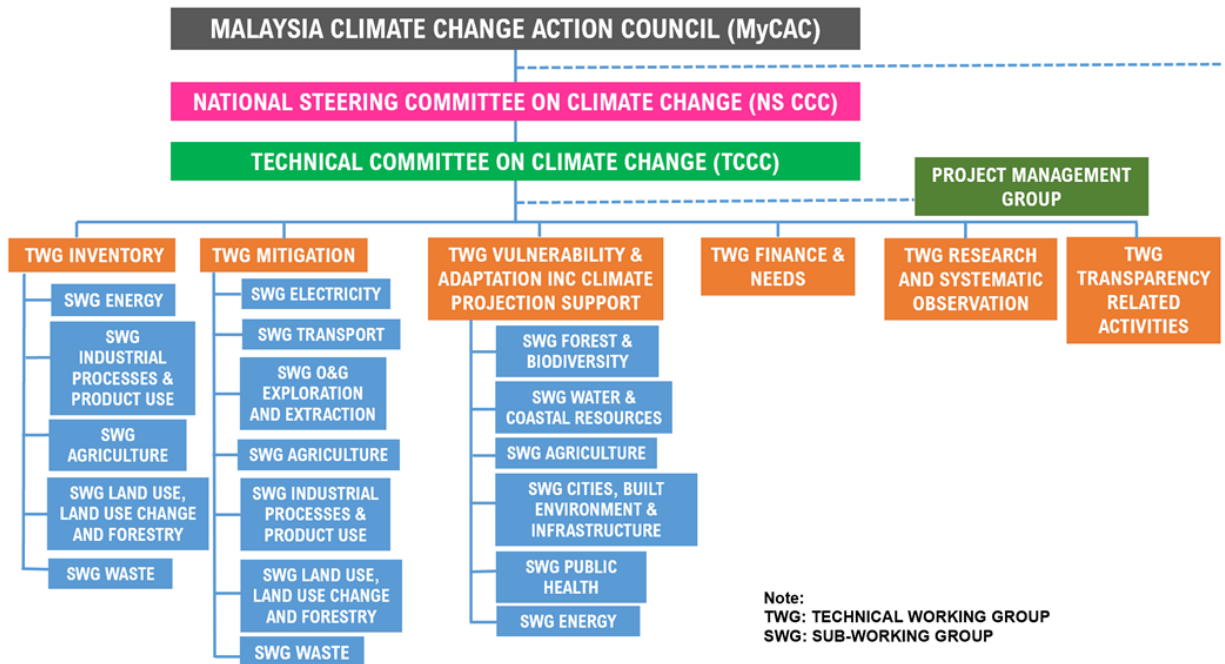 MALAYSIA CLIMATE CHANGE ACTION COUNCIL (MyCAC)
NATIONAL STEERING COMMITTEE ON CLIMATE CHANGE (NS CCC)
TECHNICAL COMMITTEE ON CLIMATE CHANGE (TCCC)
PROJECT MANAGEMENT
GROUP
TWG INVENTORY
SWG ENERGY
SWG
INDUSTRIAL
PROCESSES &
PRODUCT USE
SWG
AGRICULTURE
SWG LAND USE,
LAND USE CHANGE
AND FORESTRY
SWG WASTE
TWG MITIGATION
SWG ELECTRICITY
SWG TRANSPORT
SWG O&G
EXPLORATION
AND EXTRACTION
SWG AGRICULTURE
SWG INDUSTRIAL
PROCESSES &
PRODUCT USE
SWG LAND USE,
LAND USE CHANGE
AND FORESTRY
SWG WASTE
TWG VULNERABILITY &
ADAPTATION INC CLIMATE
PROJECTION SUPPORT
SWG FOREST &
BIODIVERSITY
SWG WATER &
COASTAL RESOURCES
SWG AGRICULTURE
SWG CITIES, BUILT
ENVIRONMENT &
INFRASTRUCTURE
SWG PUBLIC
HEALTH
SWG ENERGY
TWG FINANCE &
NEEDS
TWG RESEARCH
AND SYSTEMATIC
OBSERVATION
TWG
TRANSPARENCY
RELATED
ACTIVITIES
Note:
TWG: TECHNICAL WORKING GROUP
SWG: SUB-WORKING GROUP